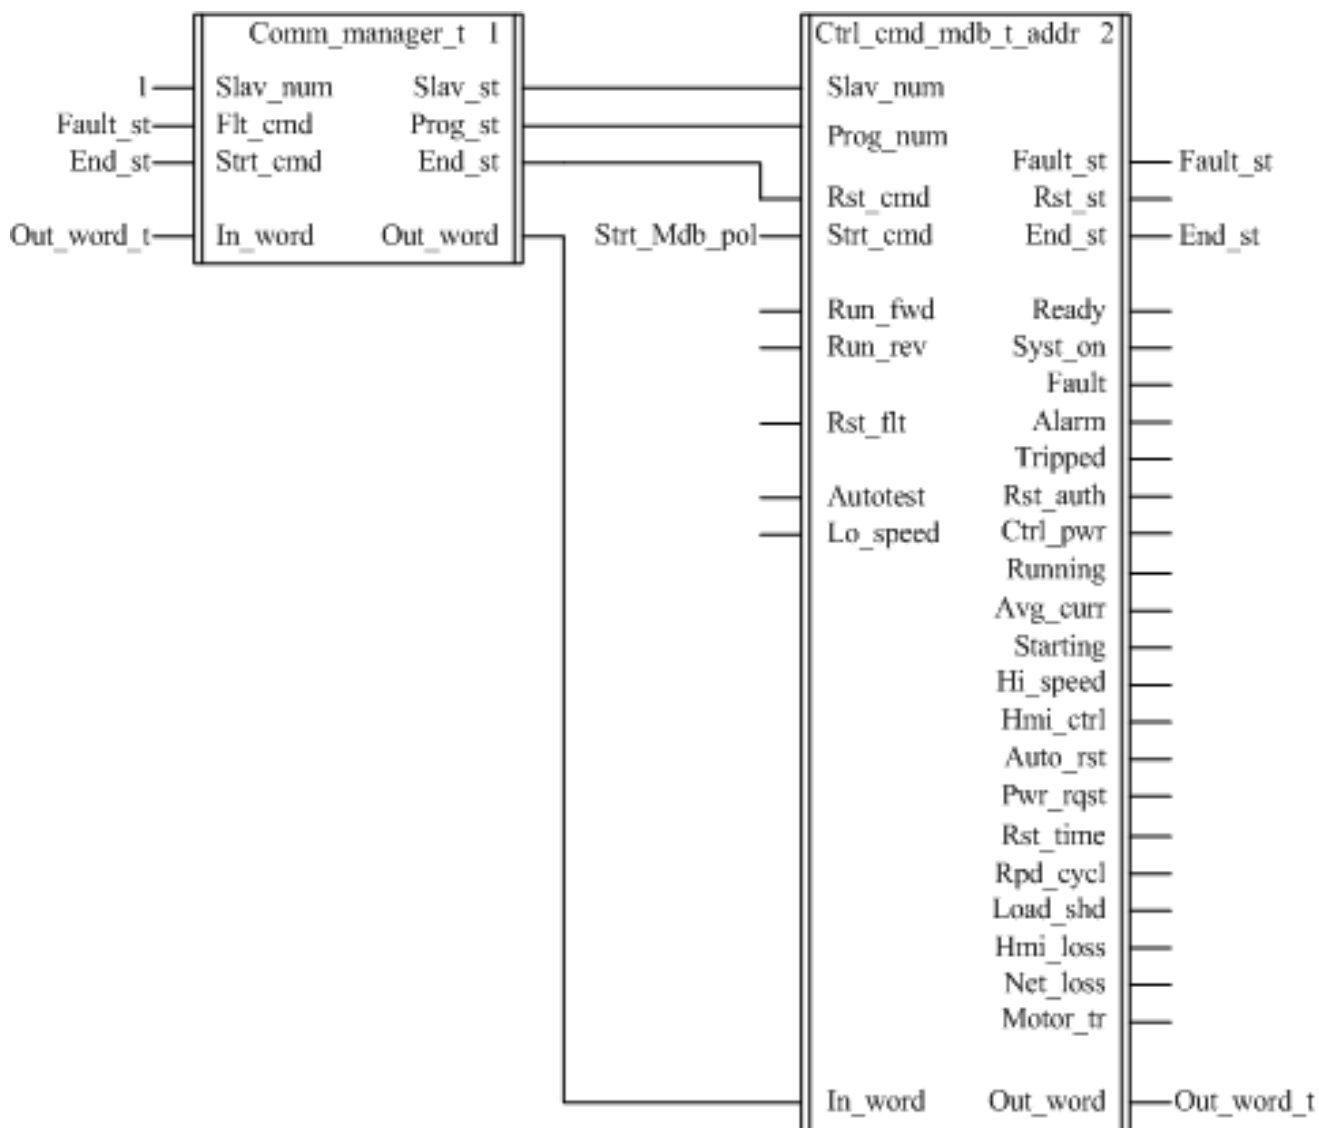 Comm_manager_t 1
1 Slav_num Slav_st
Fault_st Flt_cmd Prog_st
End_st Strt_cmd End_st
Out_word_t In_word Out_word
Ctrl_cmd_mdb_t_addr 2
Slav_num
Prog_num
Fault_st Fault_st
Rst_cmd Rst_st
Strt_Mdb_pol Strt_cmd End_st End_st
Run_fwd Ready
Run_rev Syst_on
Fault
Rst_flt Alarm
Tripped
Autotest Rst_auth
Lo_speed Ctrl_pwr
Running
Avg_curr
Starting
Hi_speed
Hmi_ctrl
Auto_rst
Pwr_rqst
Rst_time
Rpd_cycl
Load_shd
Hmi_loss
Net_loss
Motor_tr
In_word Out_word Out_word_t